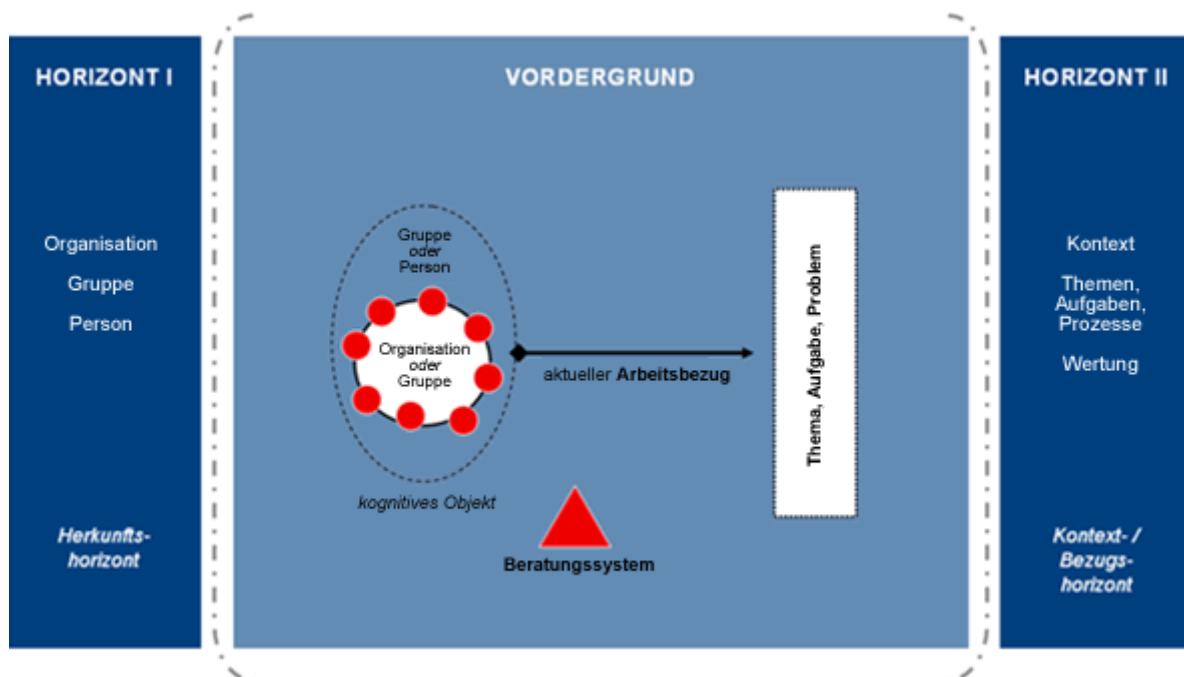 HORIZONT I
Organisation
Gruppe
Person
Herkunfts-
horizont
VORDERGRUND
Gruppe
oder
Person
Organisation
oder
Gruppe
kognitives Objekt
aktueller Arbeitsbezug
Thema, Aufgabe, Problem
Beratungssystem
HORIZONT II
Kontext
Themen,
Aufgaben,
Prozesse
Wertung
Kontext- /
Bezugs-
horizont